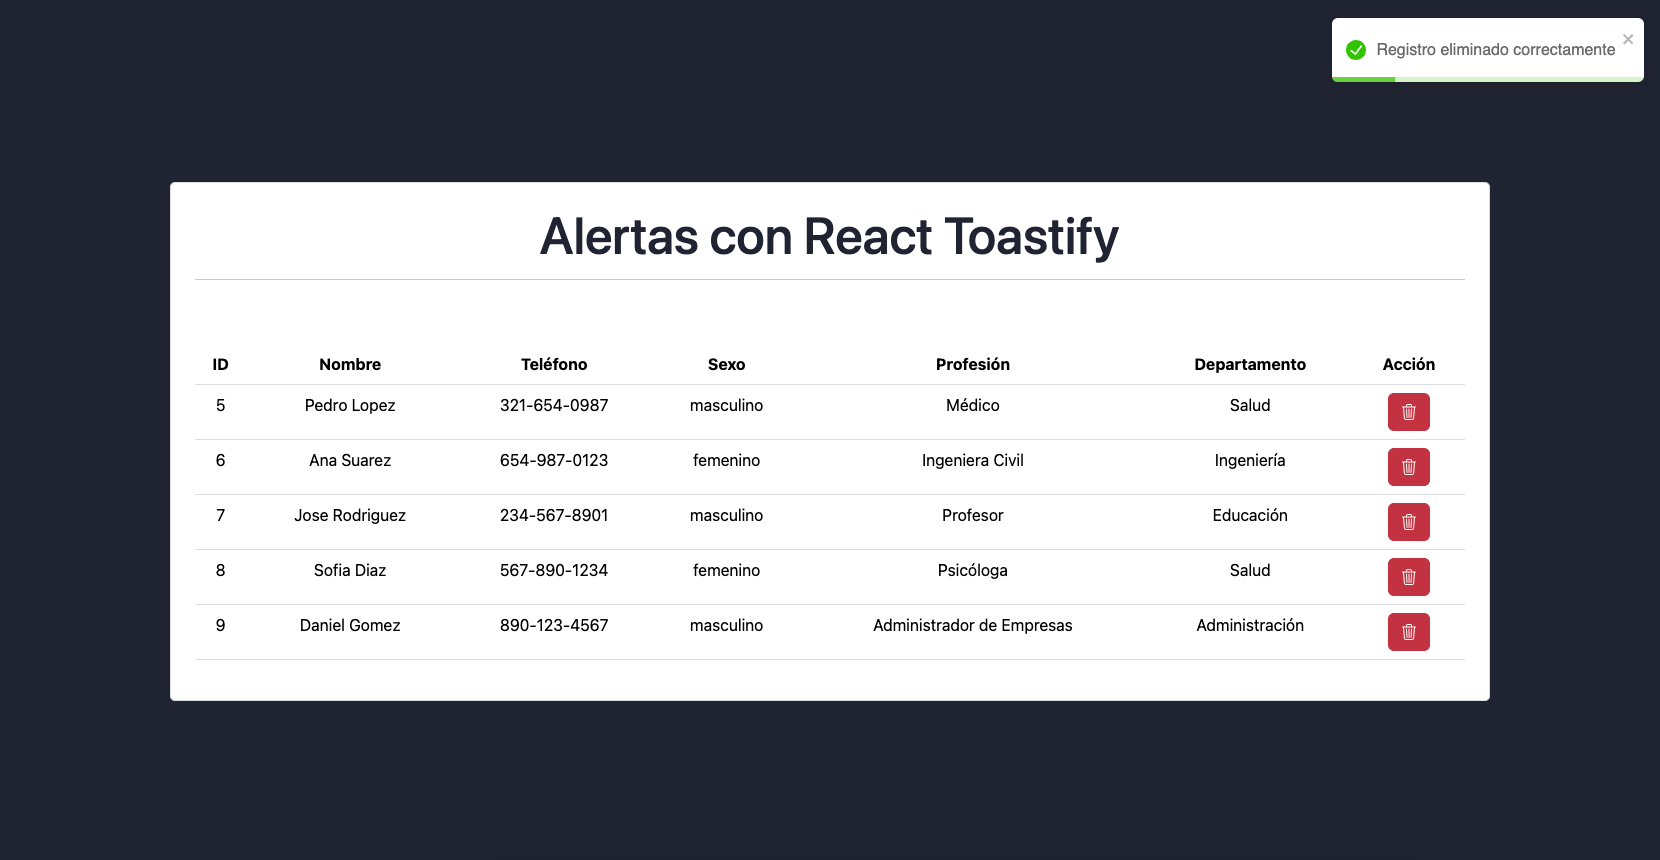 Registro eliminado correctamente
Alertas con React Toastify
ID Nombre Teléfono Sexo Profesión Departamento Acción
5 Pedro Lopez 321-654-0987 masculino Médico Salud
6 Ana Suarez 654-987-0123 femenino Ingeniera Civil Ingeniería
7 Jose Rodriguez 234-567-8901 masculino Profesor Educación
8 Sofia Diaz 567-890-1234 femenino Psicóloga Salud
9 Daniel Gomez 890-123-4567 masculino Administrador de Empresas Administración